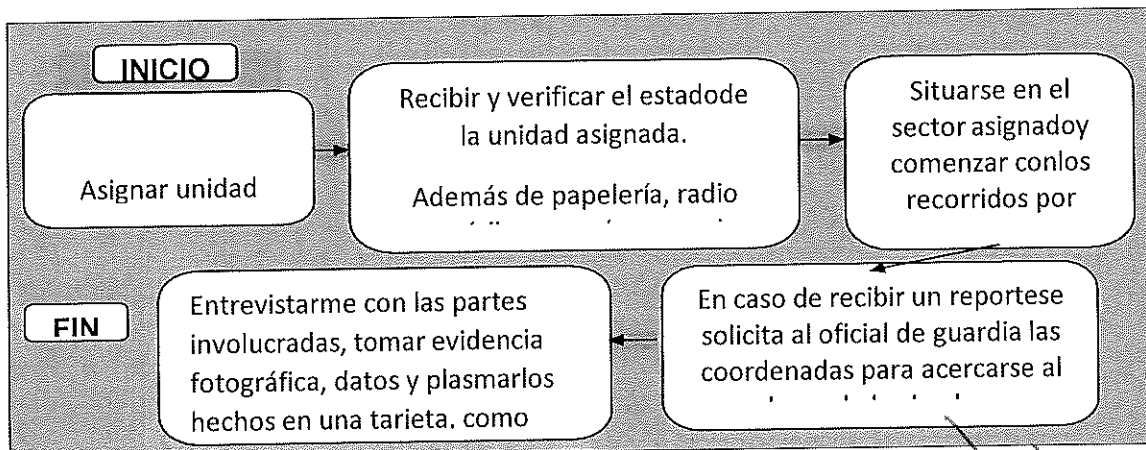 INICIO
Asignar unidad
Recibir y verificar el estadode
la unidad asignada.
Además de papelería, radio
Situarse en el
sector asignadoy
comenzar conlos
recorridos por
En caso de recibir un reportese
solicita al oficial de guardia las
coordenadas para acercarse al
Entrevistarme con las partes
involucradas, tomar evidencia
fotográfica, datos y plasmarlos
hechos en una tarjeta. como
FIN